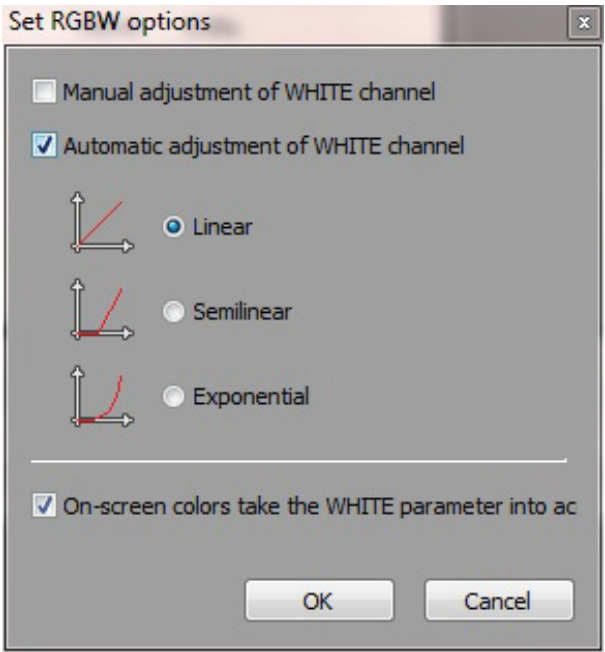 Set RGBW options
x
Manual adjustment of WHITE channel
Automatic adjustment of WHITE channel
Linear
Semilinear
Exponential
On-screen colors take the WHITE parameter into ac
OK
Cancel